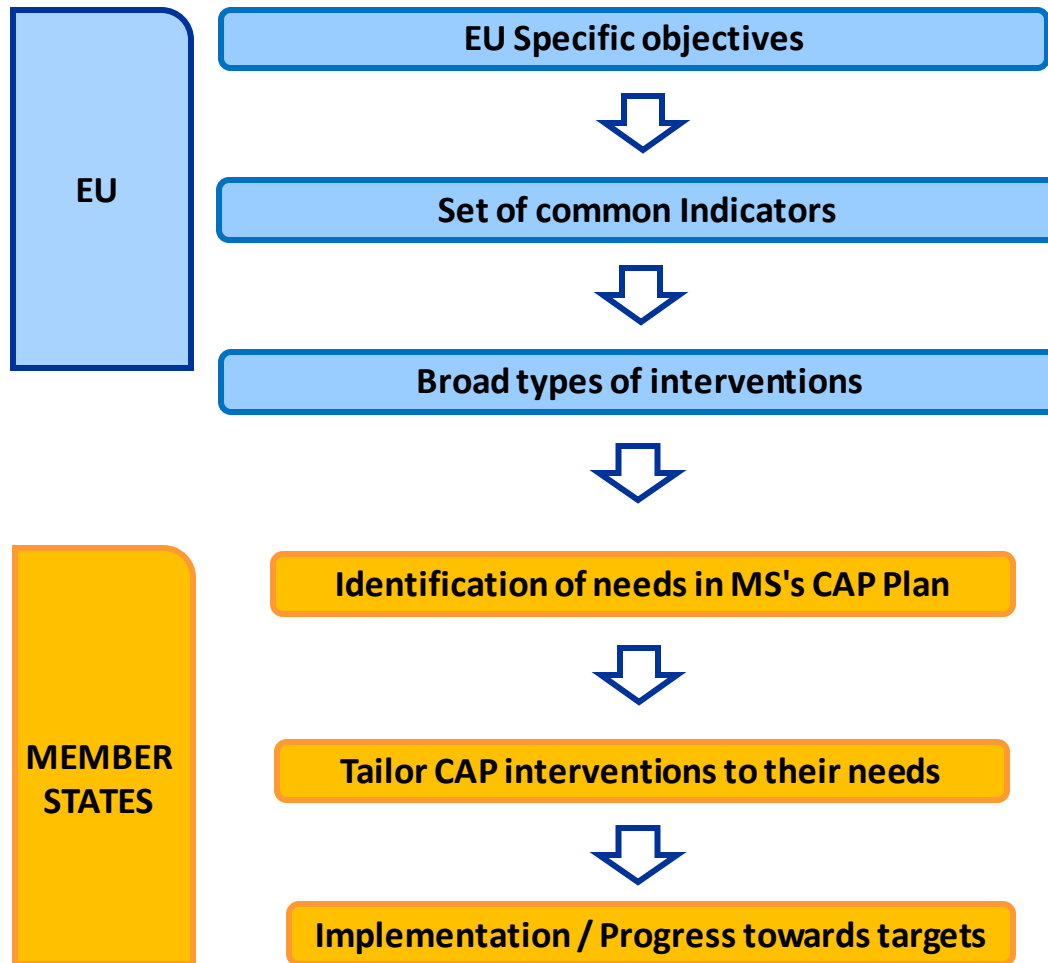 EU Specific objectives
EU
Set of common Indicators
Broad types of interventions
Identification of needs in MS's CAP Plan
MEMBER
STATES
Tailor CAP interventions to their needs
Implementation / Progress towards targets